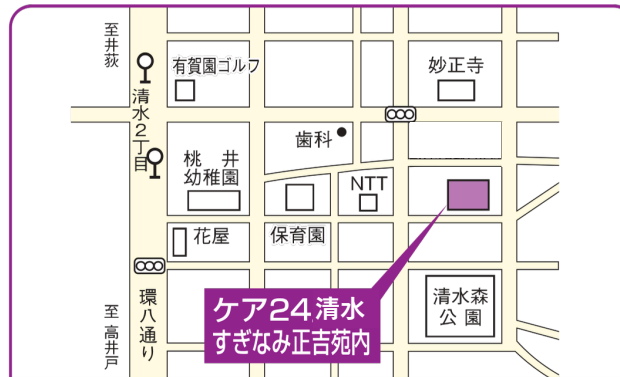 至井荻
有賀園ゴルフ
妙正寺
清水2丁目
歯科
桃井
幼稚園
NTT
花屋
保育園
環八通り
至 高井戸
清水森
公園
ケア24清水
すぎなみ正吉苑内